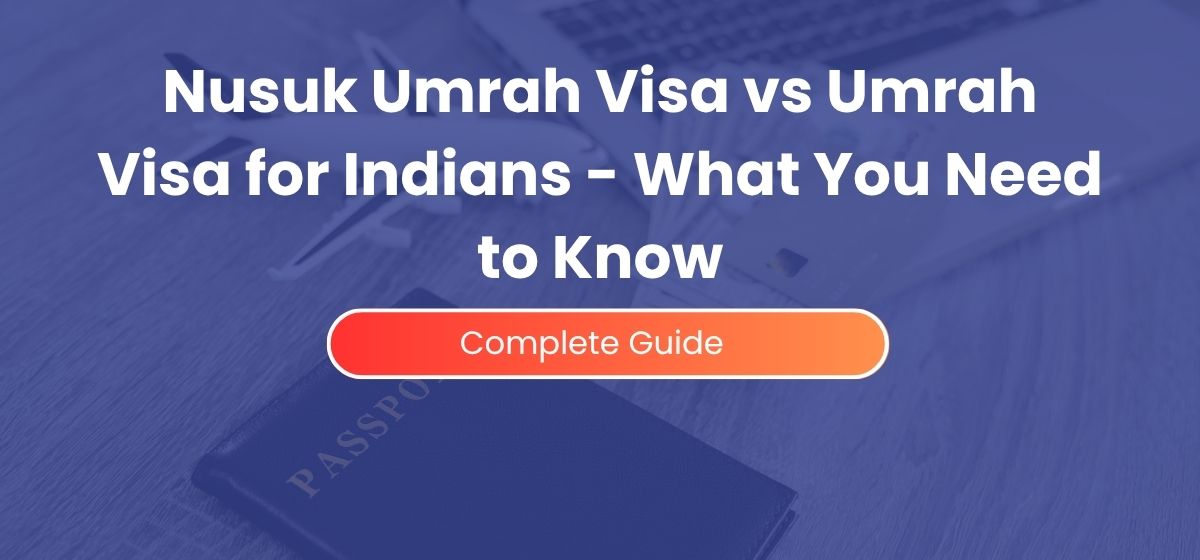 Nusuk Umrah Visa vs Umrah
Visa for Indians - What You Need
to Know
Complete Guide